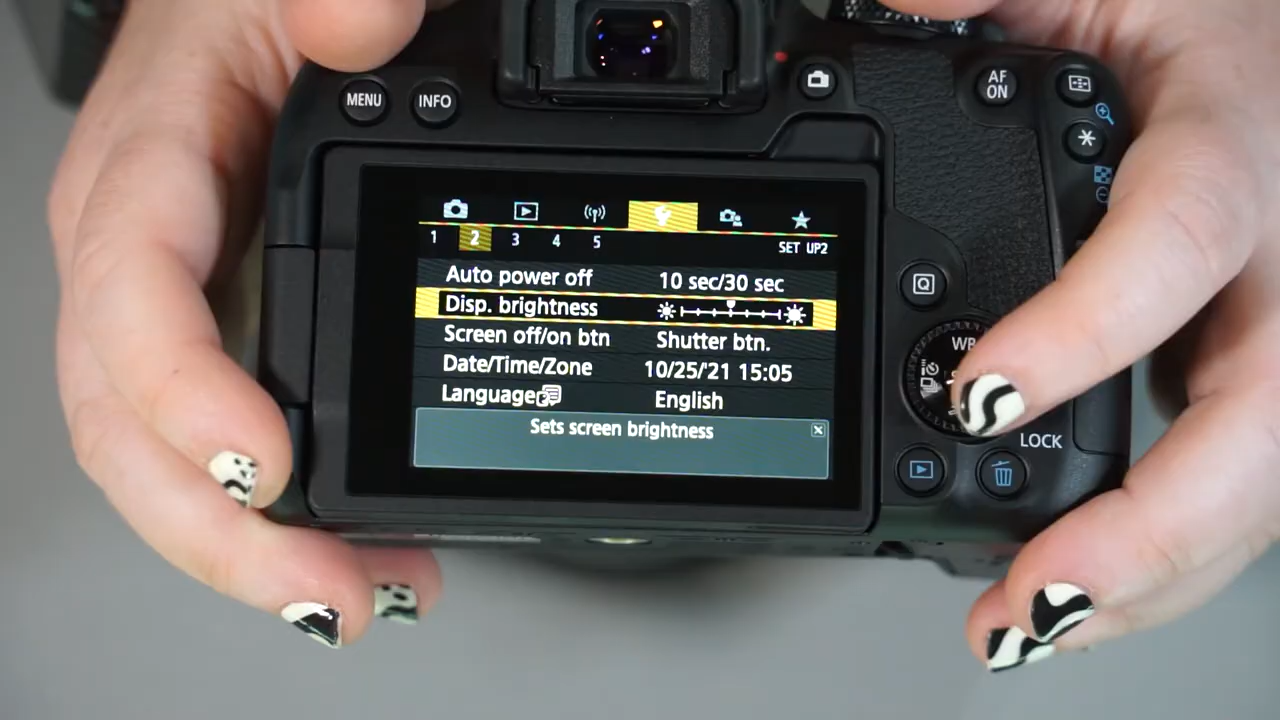 MENU INFO
AF
ON
1 2 3 4 5 SET UP2
Auto power off 10 sec/30 sec
Disp. brightness
Screen off/on btn Shutter btn.
Date/Time/Zone 10/25/'21 15:05
Language English
Sets screen brightness
Q
WB
LOCK